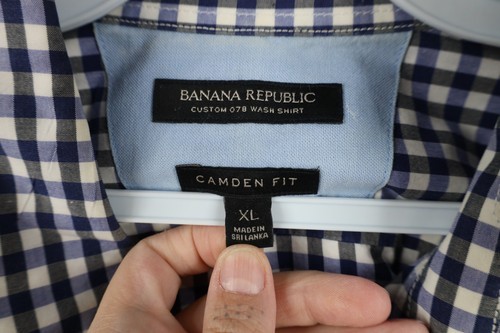 BANANA REPUBLIC
CUSTOM 078 WASH SHIRT
CAMDEN FIT
XL
MADE IN
SRI LANKA